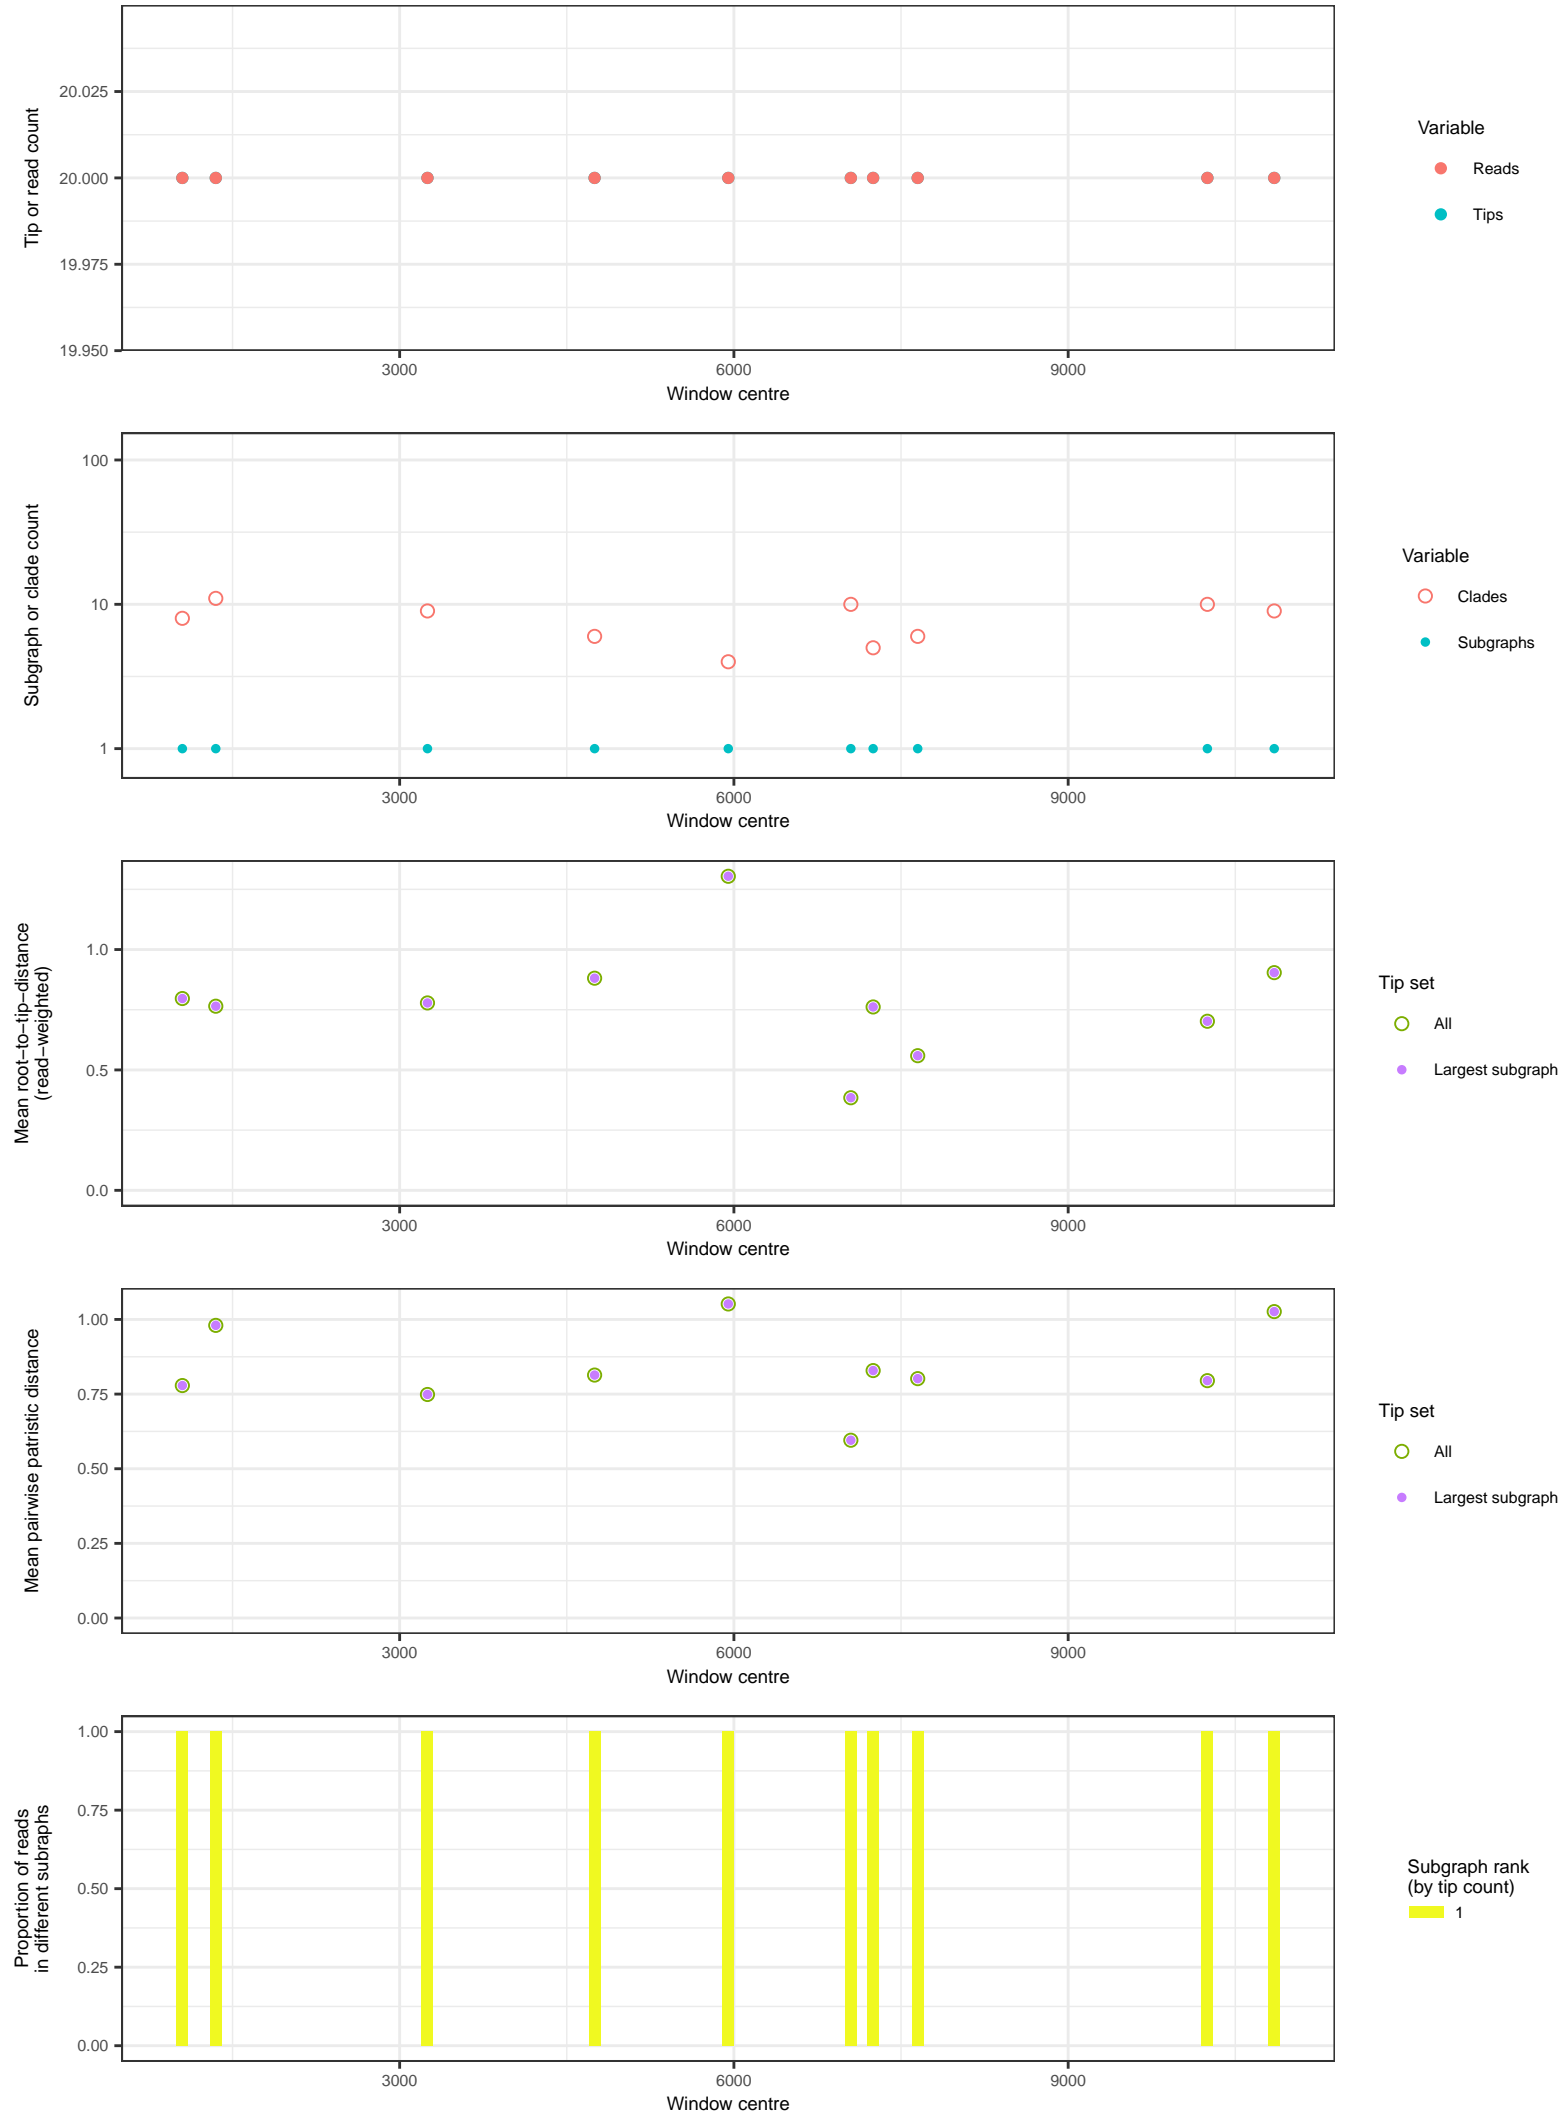 Tip or read count
20.025
20.000
19.975
19.950
3000
6000
9000
Window centre
Variable
Reads
Tips
Subgraph or clade count
100
10
1
3000
6000
9000
Window centre
Variable
Clades
Subgraphs
Mean root−to−tip−distance
(read−weighted)
1.0
0.5
0.0
3000
6000
9000
Window centre
Tip set
All
Largest subgraph
Mean pairwise patristic distance
1.00
0.75
0.50
0.25
0.00
3000
6000
9000
Window centre
Tip set
All
Largest subgraph
Proportion of reads
in different subraphs
1.00
0.75
0.50
0.25
0.00
3000
6000
9000
Window centre
Subgraph rank
(by tip count)
1